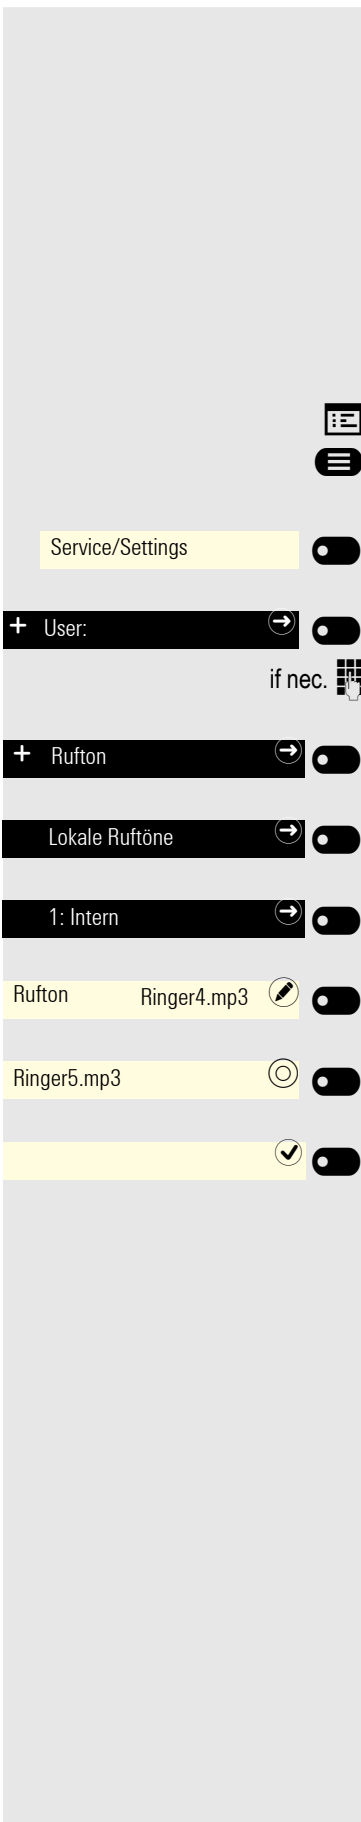 Service/Settings
+ User:
if nec.
+ Rufton
Lokale Ruftöne
1: Intern
Rufton Ringer4.mp3
Ringer5.mp3